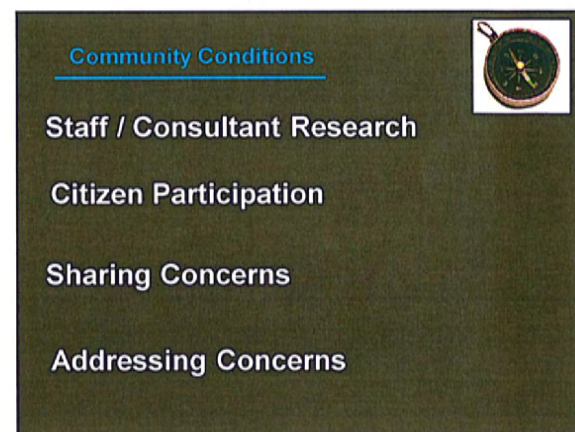 Community Conditions
Staff / Consultant Research
Citizen Participation
Sharing Concerns
Addressing Concerns